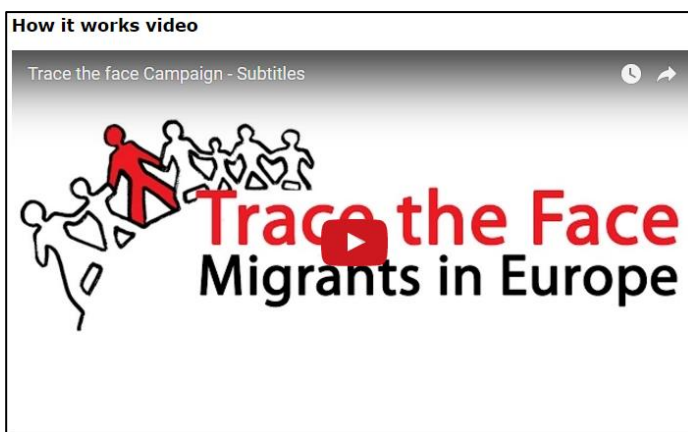 How it works video
Trace the face Campaign - Subtitles
Trace the Face
Migrants in Europe